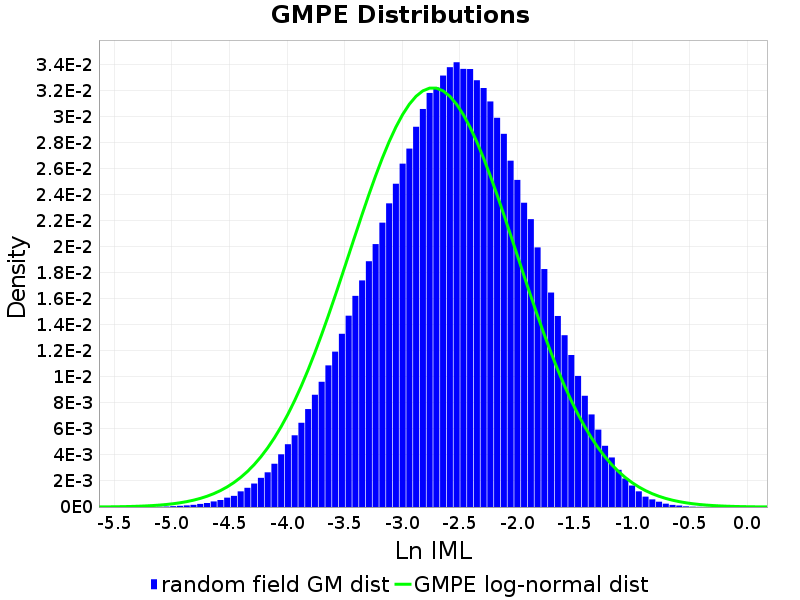 GMPE Distributions
3.4E-2
3.2E-2
3E-2
2.8E-2
2.6E-2
2.4E-2
2.2E-2
2E-2
1.8E-2
1.6E-2
1.4E-2
1.2E-2
1E-2
8E-3
6E-3
4E-3
2E-3
0E0
Density
-5.5 -5.0 -4.5 -4.0 -3.5 -3.0 -2.5 -2.0 -1.5 -1.0 -0.5 0.0
Ln IML
random field GM dist GMPE log-normal dist